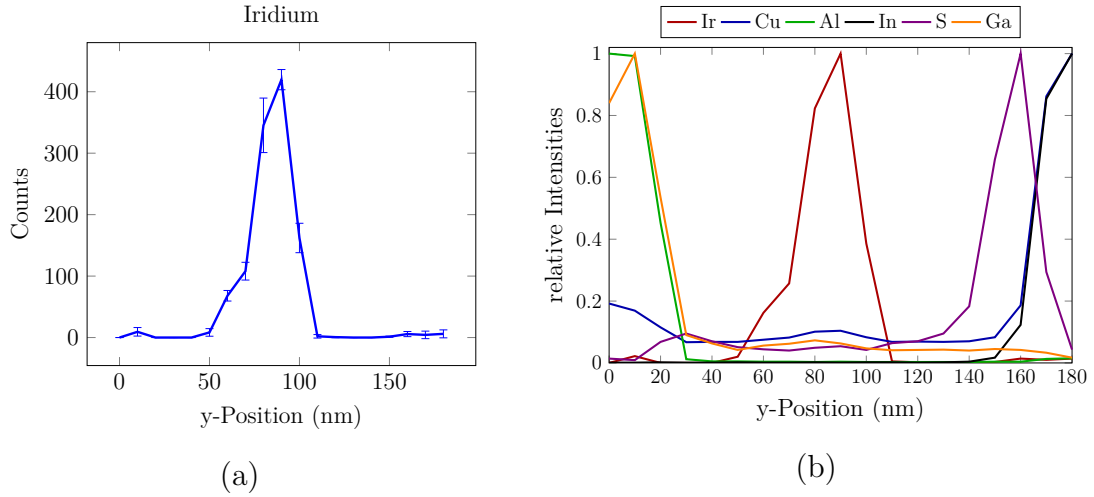 Iridium
Counts
400
300
200
100
0
0 50 100 150
y-Position (nm)
(a)
Ir Cu Al In S Ga
relative Intensities
1
0.8
0.6
0.4
0.2
0
0 20 40 60 80 100 120 140 160 180
y-Position (nm)
(b)